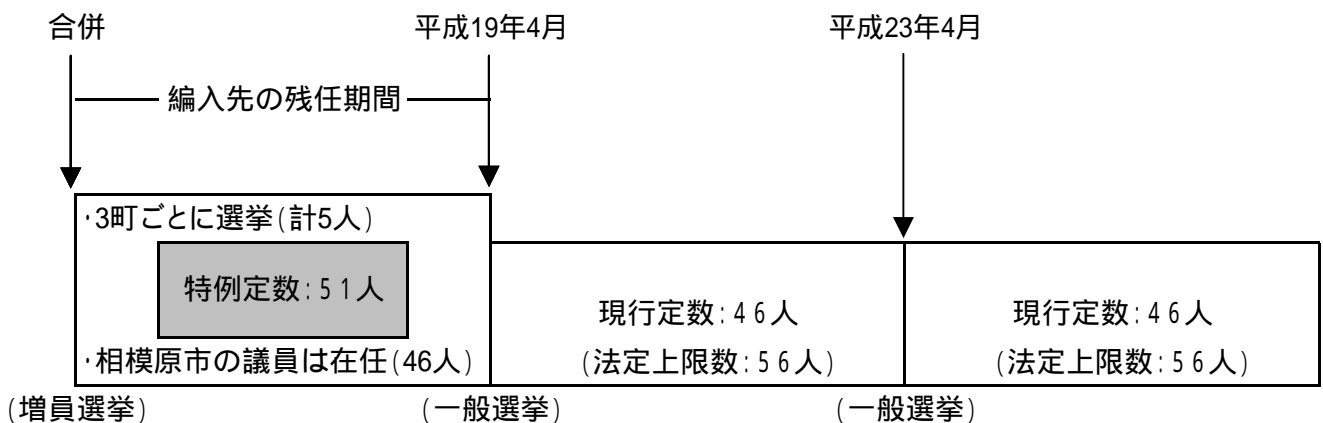 合併 平成19年4月 平成23年4月
編入先の残任期間
・3町ごとに選挙(計5人)
特例定数:51人
現行定数:46人 現行定数:46人
・相模原市の議員は在任(46人) (法定上限数:56人) (法定上限数:56人)
(増員選挙) (一般選挙) (一般選挙)